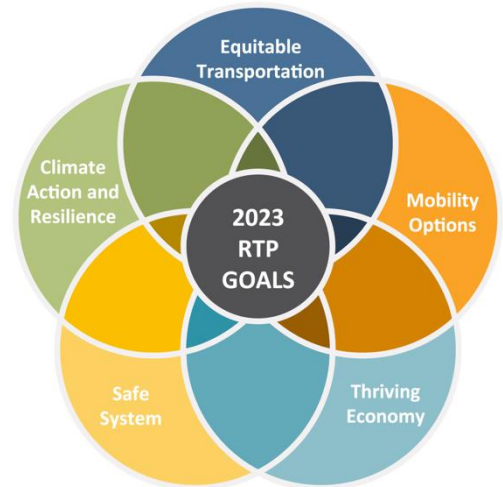 Equitable
Transportation
Climate
Action and
Resilience
Mobility
Options
2023
RTP
GOALS
Safe
System
Thriving
Economy